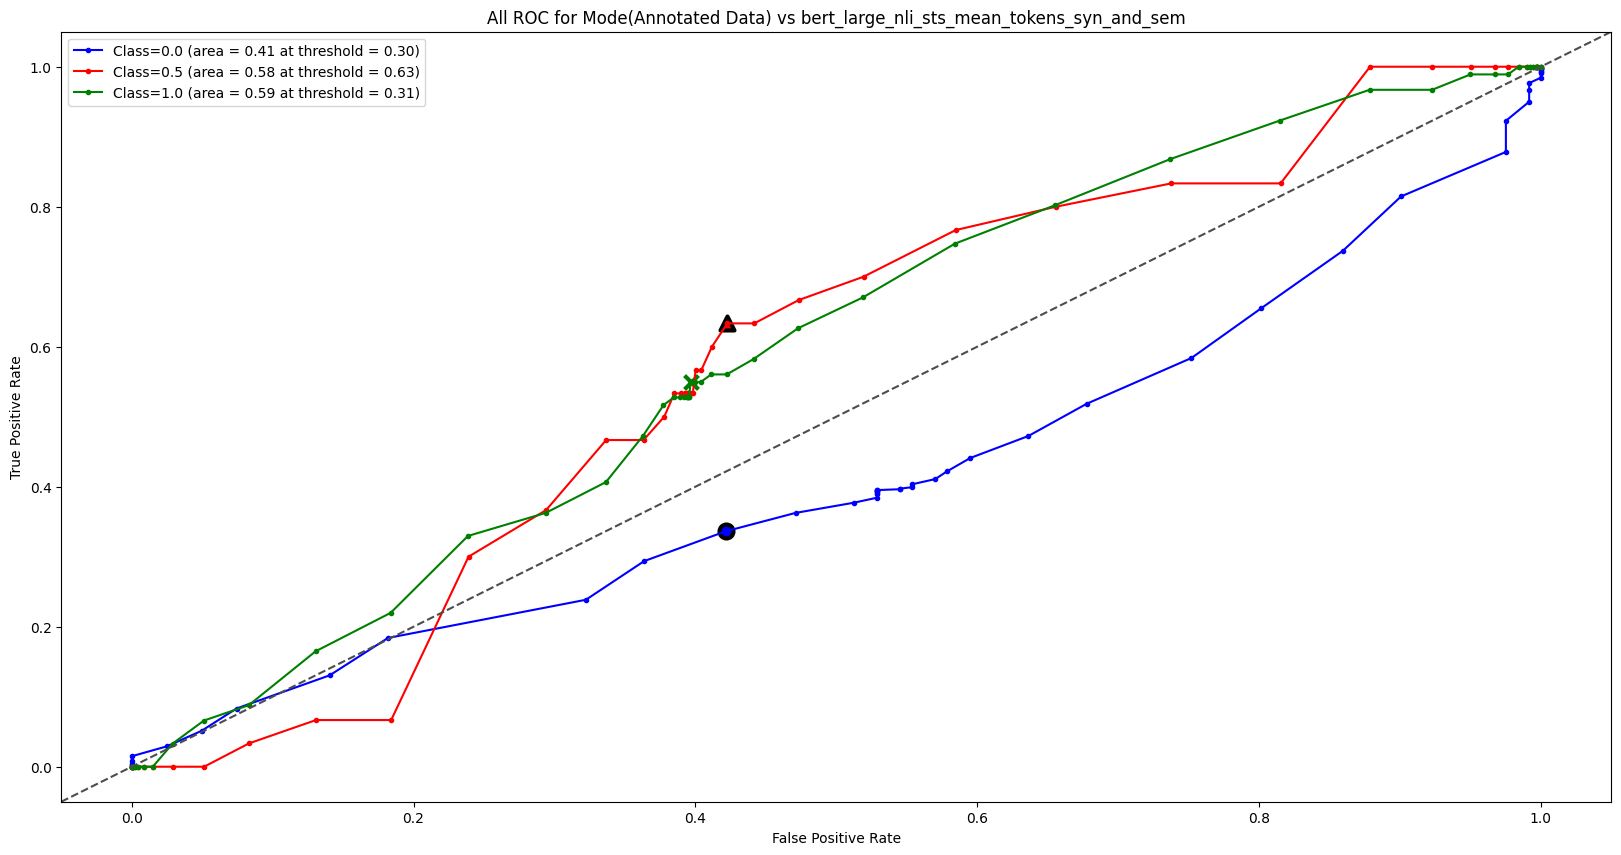 All ROC for Mode(Annotated Data) vs bert_large_nli_sts_mean_tokens_syn_and_sem
Class=0.0 (area = 0.41 at threshold = 0.30)
Class=0.5 (area = 0.58 at threshold = 0.63)
Class=1.0 (area = 0.59 at threshold = 0.31)
True Positive Rate
1.0
0.8
0.6
0.4
0.2
0.0
0.0 0.2 0.4 0.6 0.8 1.0
False Positive Rate